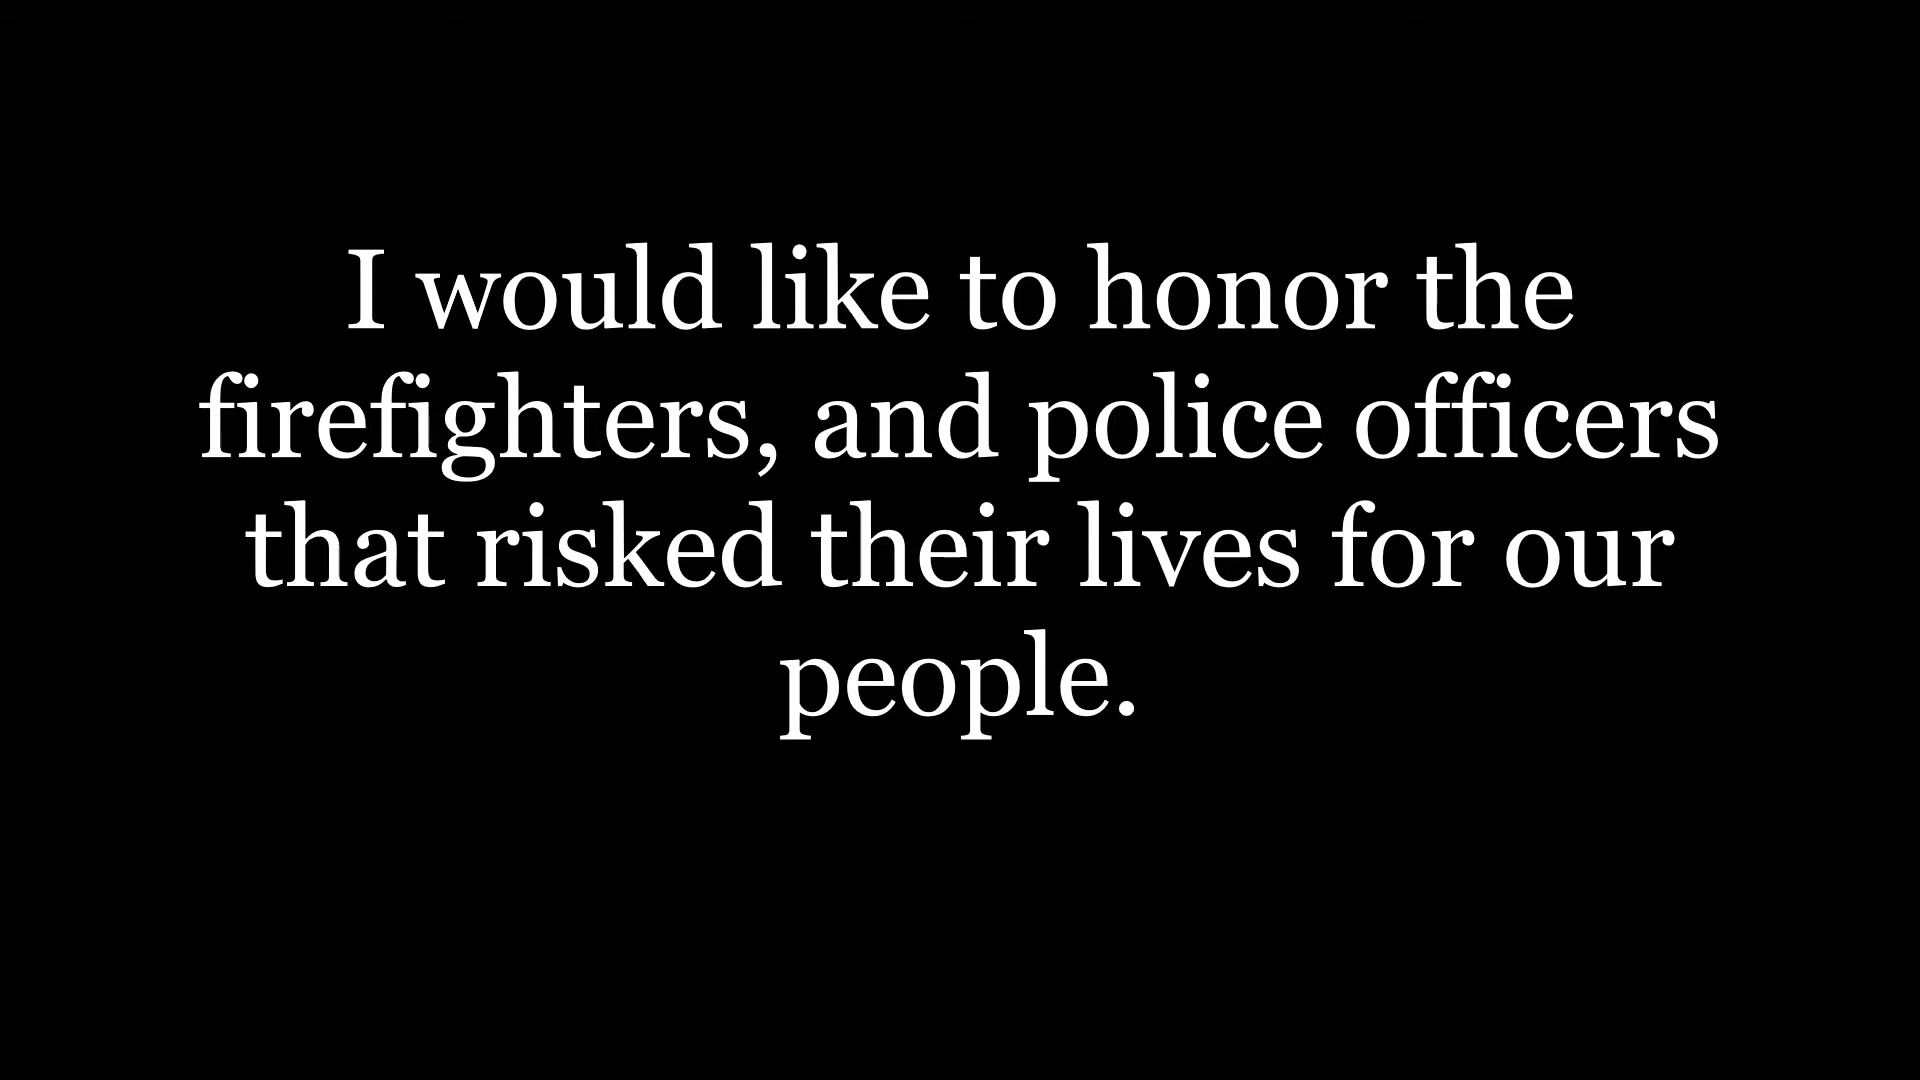 I would like to honor the
firefighters, and police officers
that risked their lives for our
people.